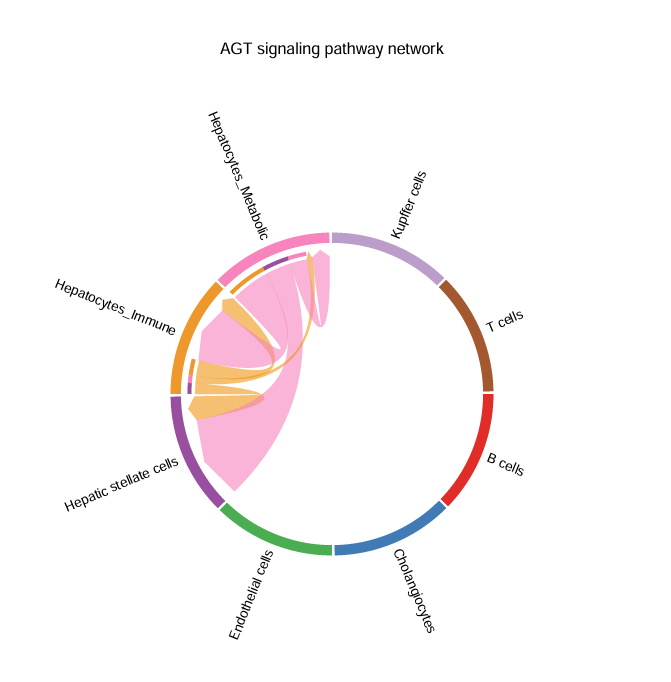 AGT signaling pathway network
Hepatocytes_Metabolic
Kupffer cells
Hepatocytes_Immune
T cells
Hepatic stellate cells
B cells
Endothelial cells
Cholangiocytes